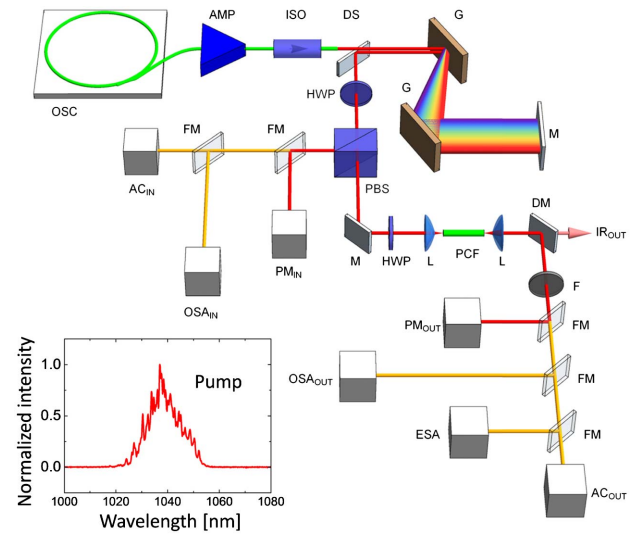 AMP
ISO
DS
G
OSC
HWP
G
M
FM
FM
AC_IN
PBS
OSA_IN
PM_IN
M
HWP
L
PCF
L
DM
IR_OUT
F
PM_OUT
FM
OSA_OUT
FM
ESA
FM
AC_OUT
Normalized intensity
1.0
0.5
0.0
Pump
1000
1020
1040
1060
1080
Wavelength [nm]